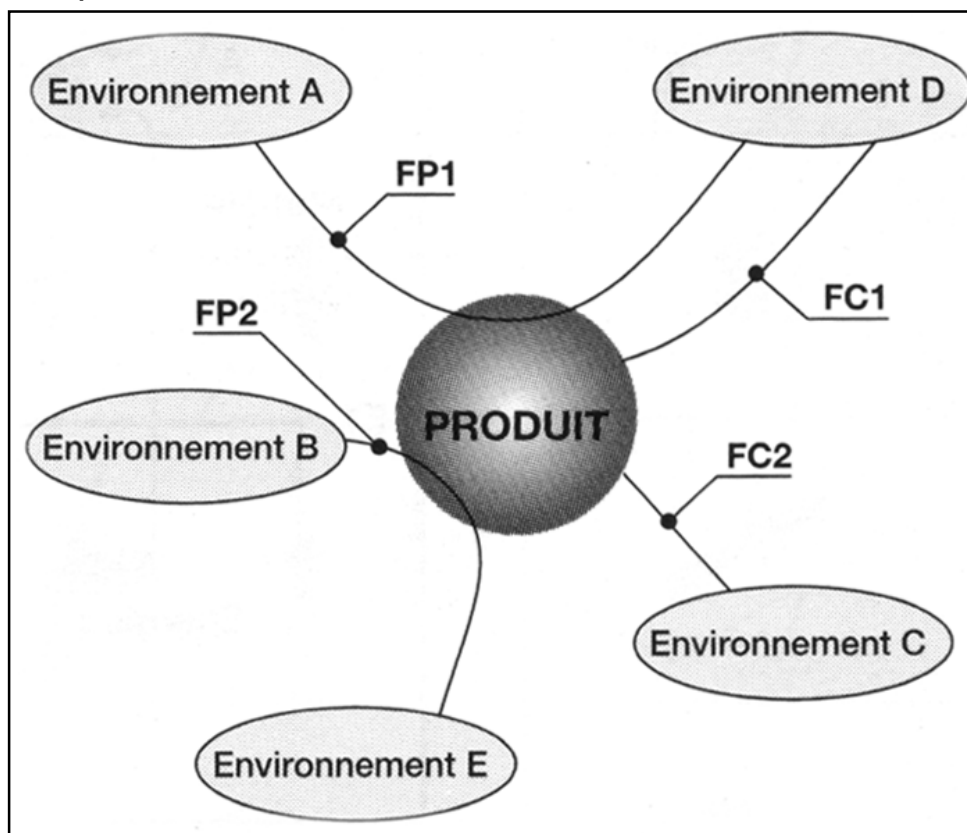 Environnement A
Environnement D
FP1
FC1
FP2
PRODUIT
Environnement B
FC2
Environnement C
Environnement E